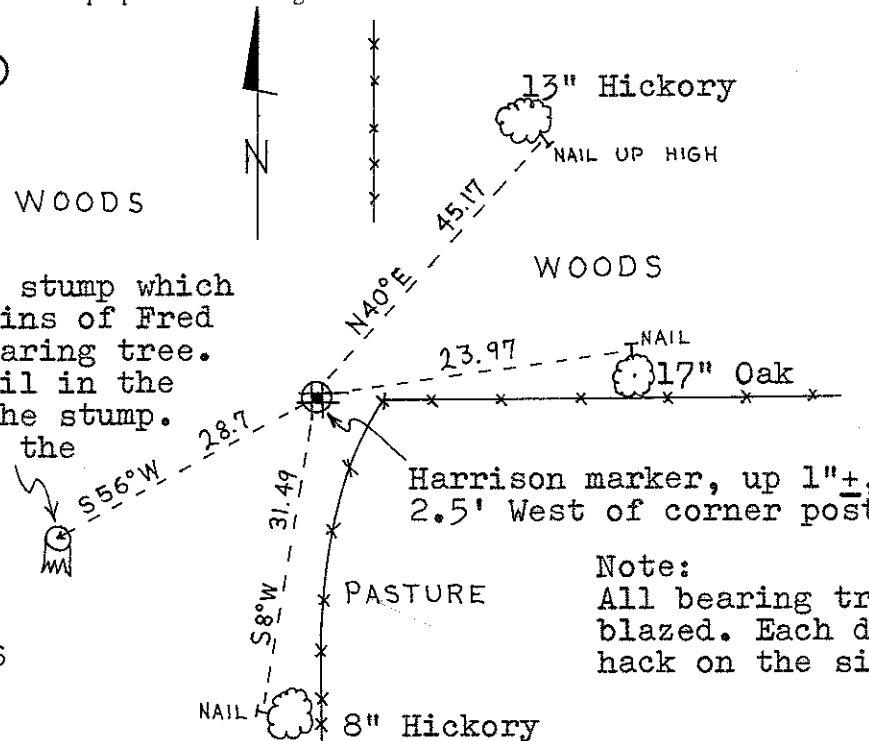 13" Hickory
NAIL UP HIGH
N
WOODS
45.17
N40°E
WOODS
stump which
ins of Fred
aring tree.
il in the
he stump.
the
NAIL
23.97
17" Oak
28.7
S56°W
31.49
S8°W
Harrison marker, up 1"±,
2.5' West of corner post
PASTURE
Note:
All bearing tr
blazed. Each d
hack on the si
S
NAIL
8" Hickory